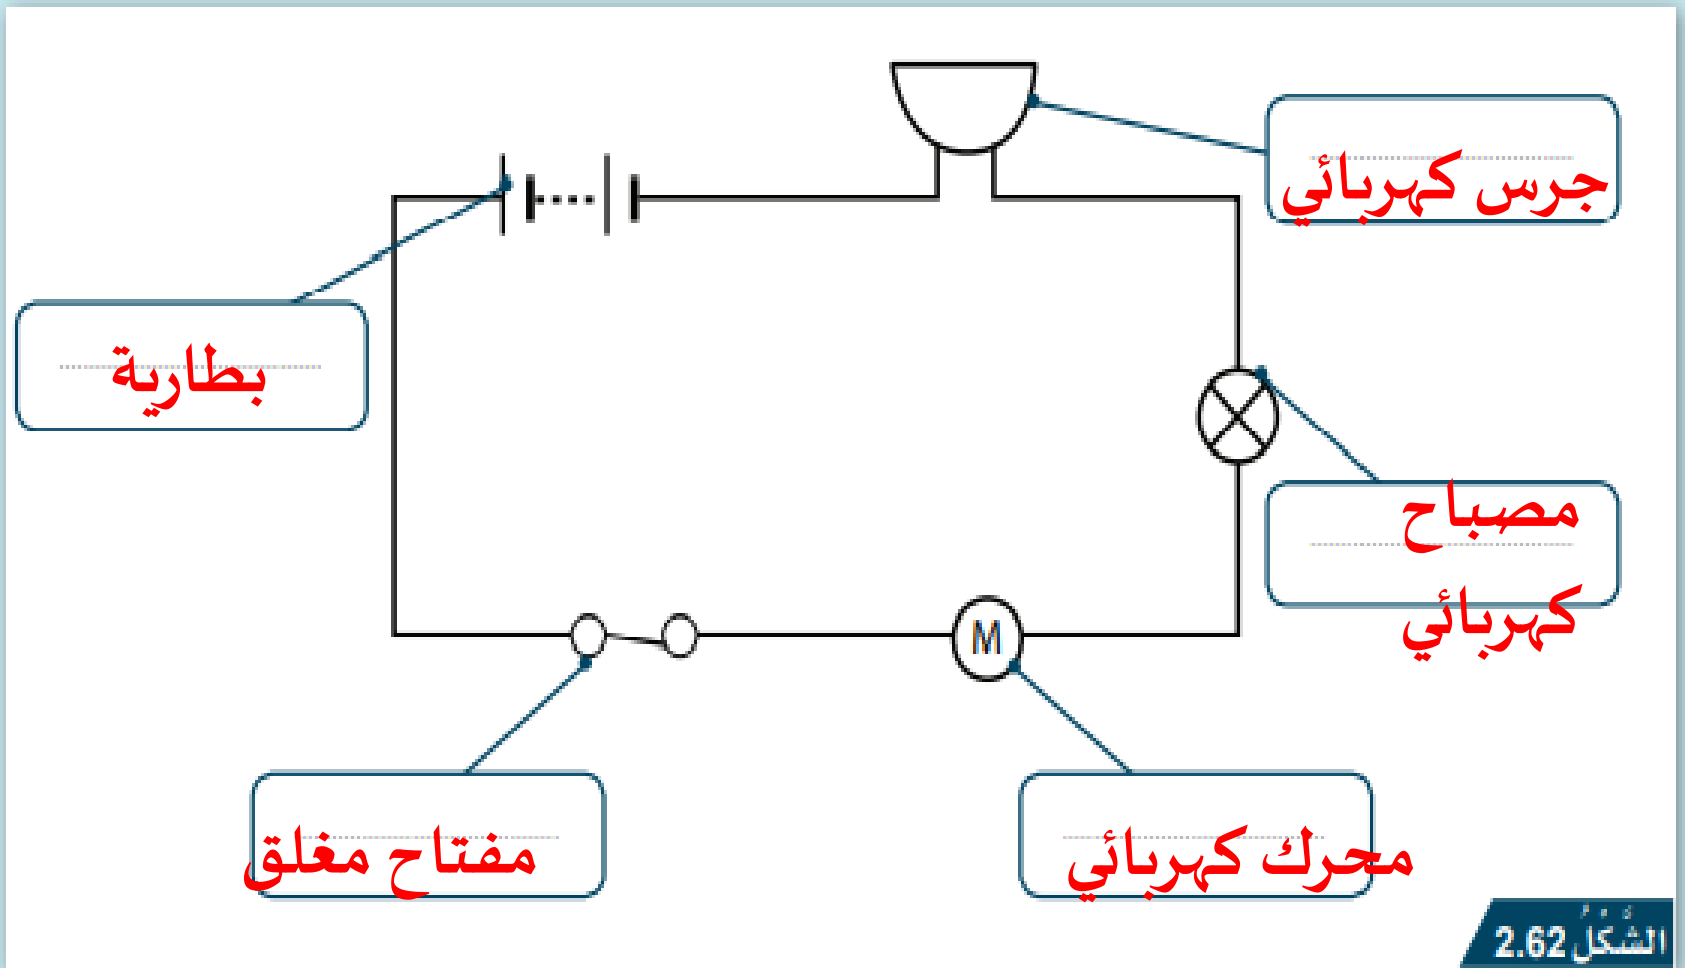 جرس كهربائي
بطارية
مصباح
كهربائي
M
مفتاح مغلق
محرك كهربائي
الشكل 2.62